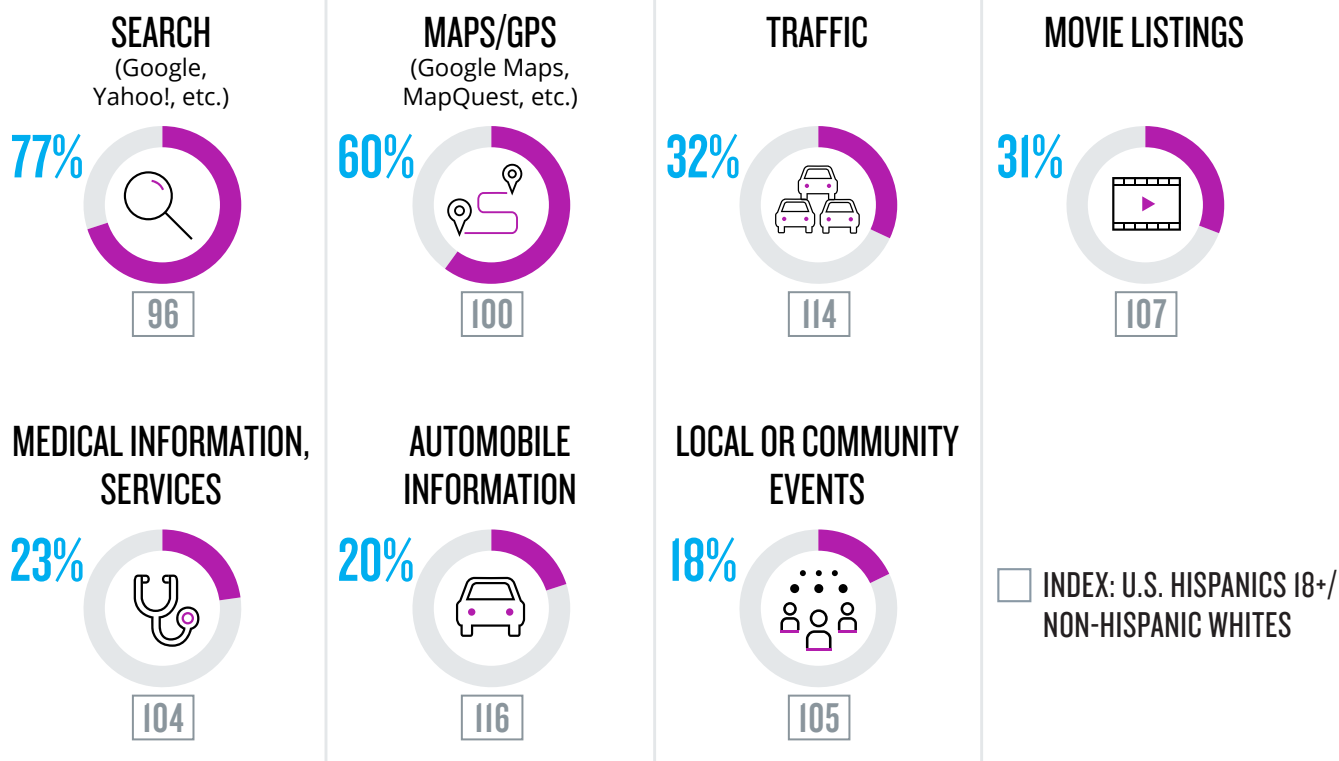 SEARCH
(Google,
Yahoo!, etc.)
77%
96
MAPS/GPS
(Google Maps,
MapQuest, etc.)
60%
100
TRAFFIC
32%
114
MOVIE LISTINGS
31%
107
MEDICAL INFORMATION,
SERVICES
23%
104
AUTOMOBILE
INFORMATION
20%
116
LOCAL OR COMMUNITY
EVENTS
18%
105
INDEX: U.S. HISPANICS 18+/
NON-HISPANIC WHITES